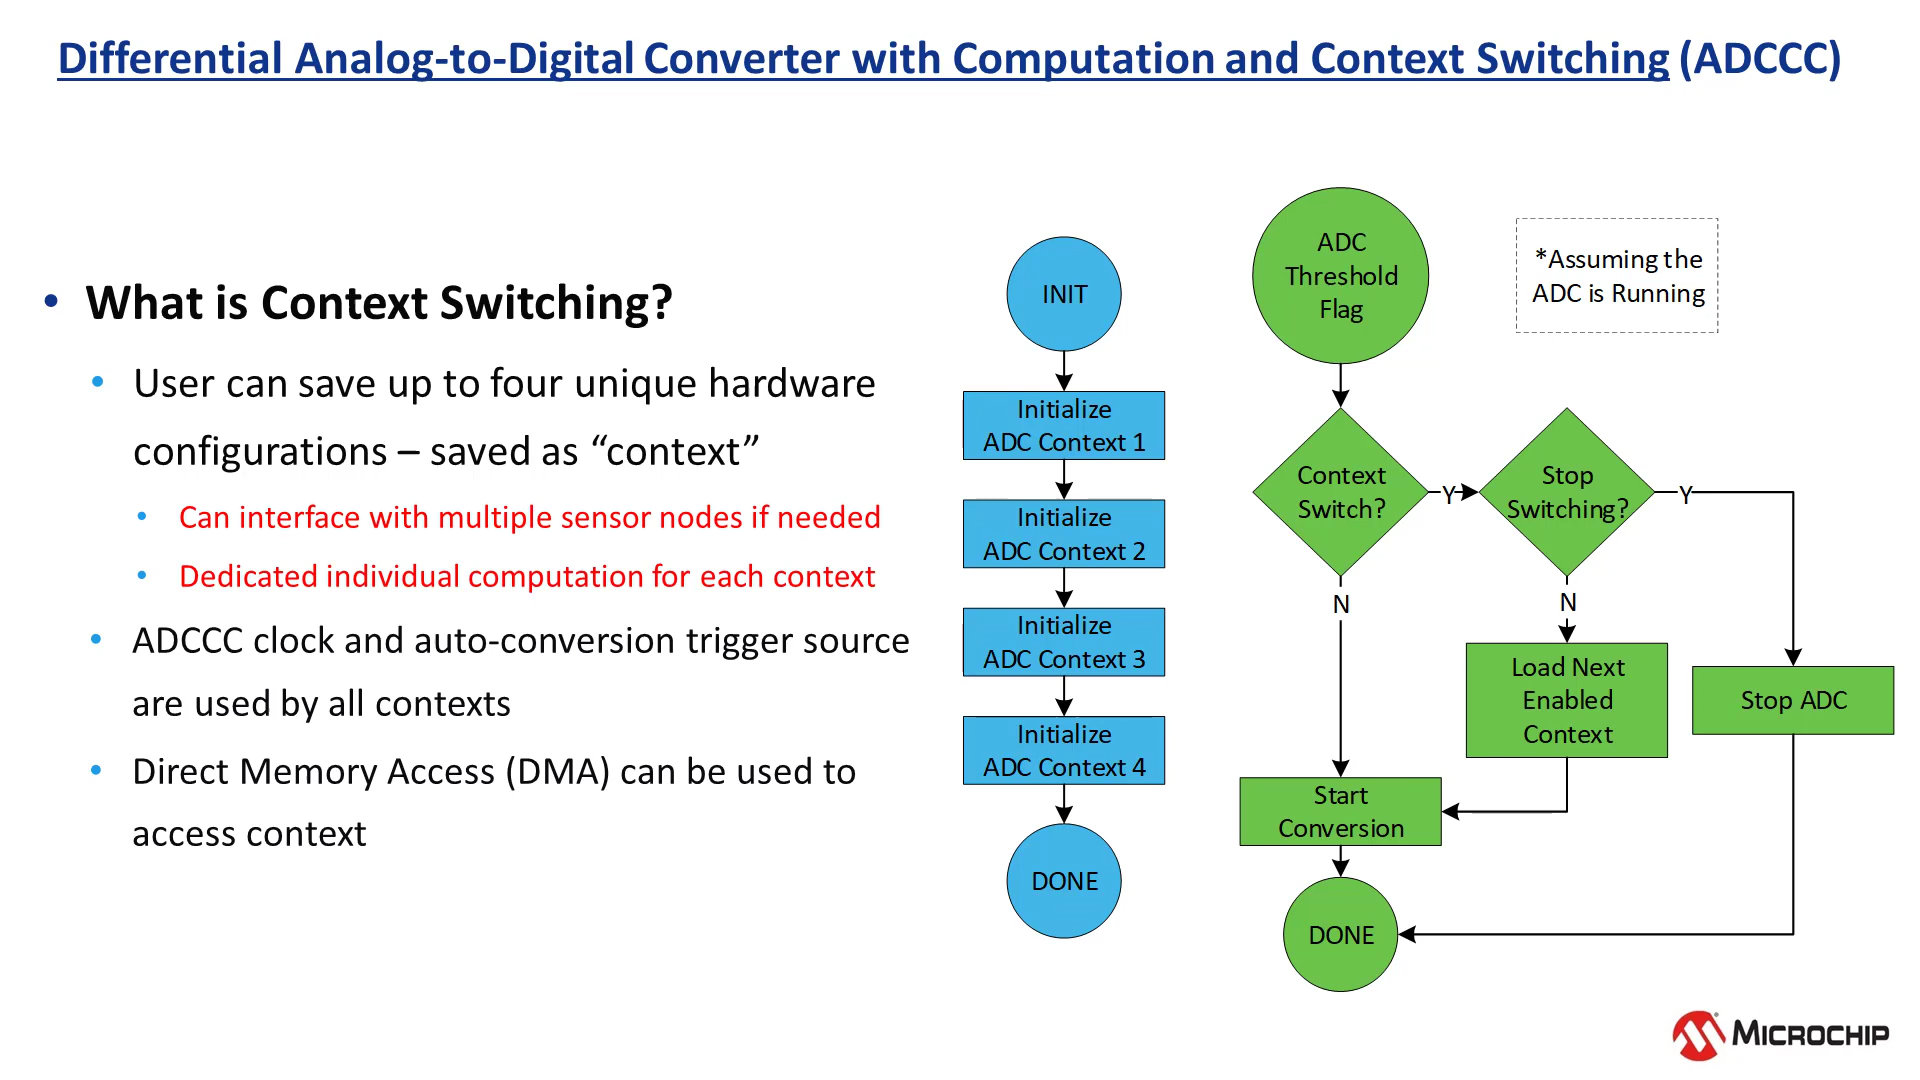 Differential Analog-to-Digital Converter with Computation and Context Switching (ADCCC)
• What is Context Switching?
• User can save up to four unique hardware
configurations – saved as “context”
• Can interface with multiple sensor nodes if needed
• Dedicated individual computation for each context
• ADCCC clock and auto-conversion trigger source
are used by all contexts
• Direct Memory Access (DMA) can be used to
access context
INIT
Initialize
ADC Context 1
Initialize
ADC Context 2
Initialize
ADC Context 3
Initialize
ADC Context 4
DONE
ADC
Threshold
Flag
*Assuming the
ADC is Running
Context
Switch?
Y
Stop
Switching?
Y
N
N
Load Next
Enabled
Context
Stop ADC
Start
Conversion
DONE
MICROCHIP